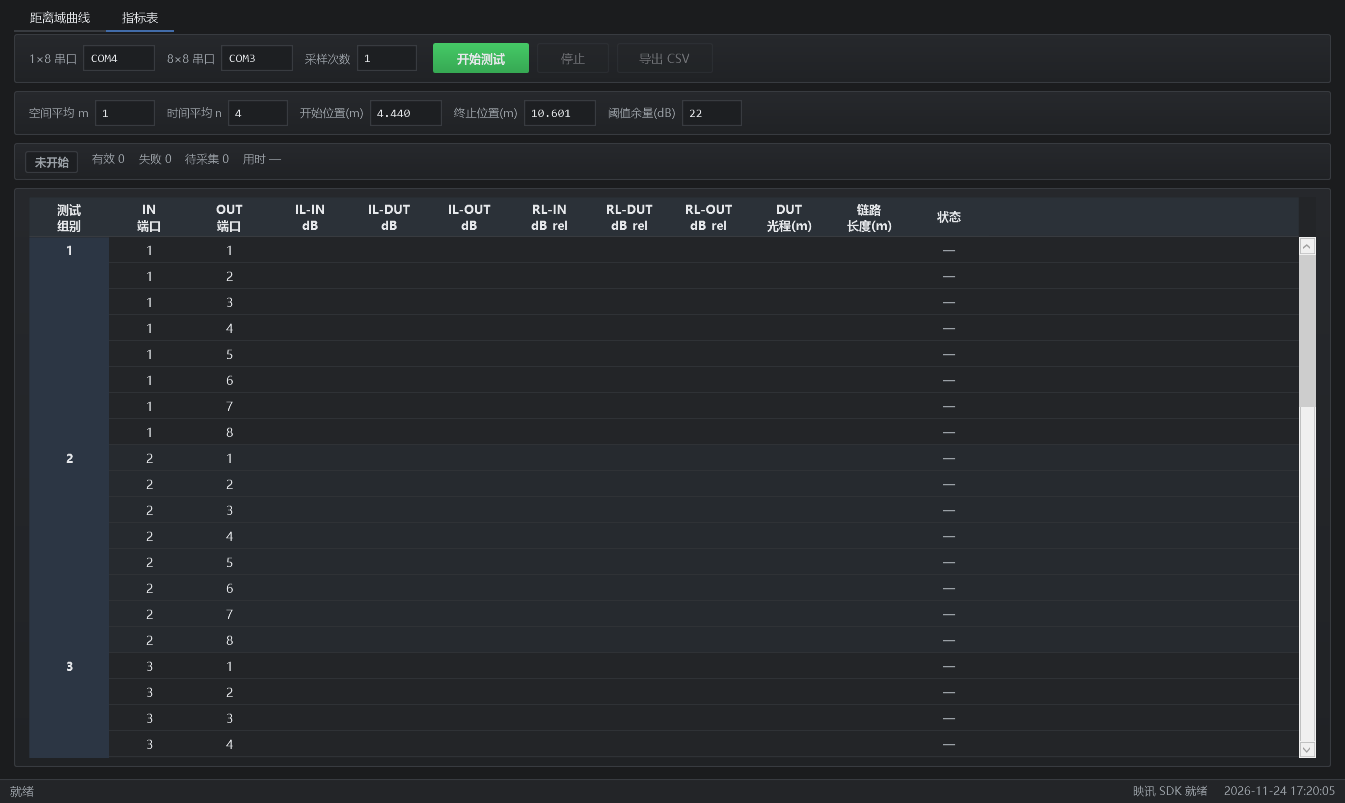 距离域曲线 指标表
1×8 串口 COM4 8×8 串口 COM3 采样次数 1 开始测试 停止 导出 CSV
空间平均 m 1 时间平均 n 4 开始位置(m) 4.440 终止位置(m) 10.601 阈值余量(dB) 22
未开始 有效 0 失败 0 待采集 0 用时 —
测试 IN OUT IL-IN IL-DUT IL-OUT RL-IN RL-DUT RL-OUT DUT 链路 状态
组别 端口 端口 dB dB dB dB rel dB rel dB rel 光程(m) 长度(m)
1 1 1 —
1 2 —
1 3 —
1 4 —
1 5 —
1 6 —
1 7 —
1 8 —
2 2 1 —
2 2 —
2 3 —
2 4 —
2 5 —
2 6 —
2 7 —
2 8 —
3 3 1 —
3 2 —
3 3 —
3 4 —
就绪 映讯 SDK 就绪 2026-11-24 17:20:05